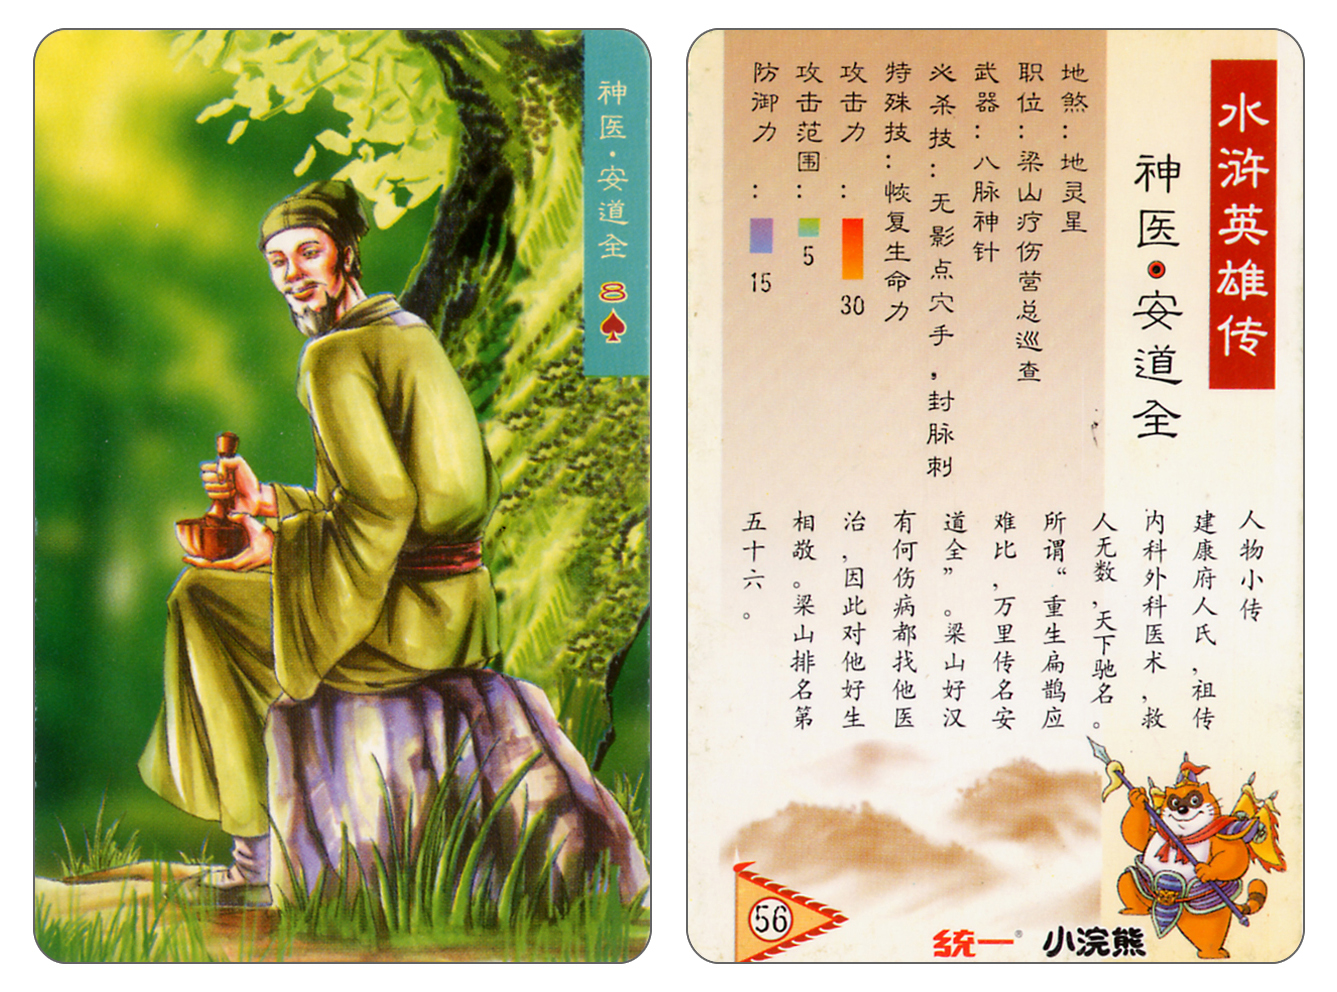 神医·安道全
8
水浒英雄传
神医·安道全
地煞：地灵星
职位：梁山疗伤营总巡查
武器：八脉神针
必杀技：无影点穴手，封脉刺
特殊技：恢复生命力
攻击力：30
攻击范围：5
防御力：15
人物小传
建康府人氏，祖传
内科外科医术，救
人无数，天下驰名。
所谓“重生扁鹊应
难比，万里传名安
道全”。梁山好汉
有何伤病都找他医
治，因此对他好生
相敬。梁山排名第
五十六。
56
统一® 小浣熊